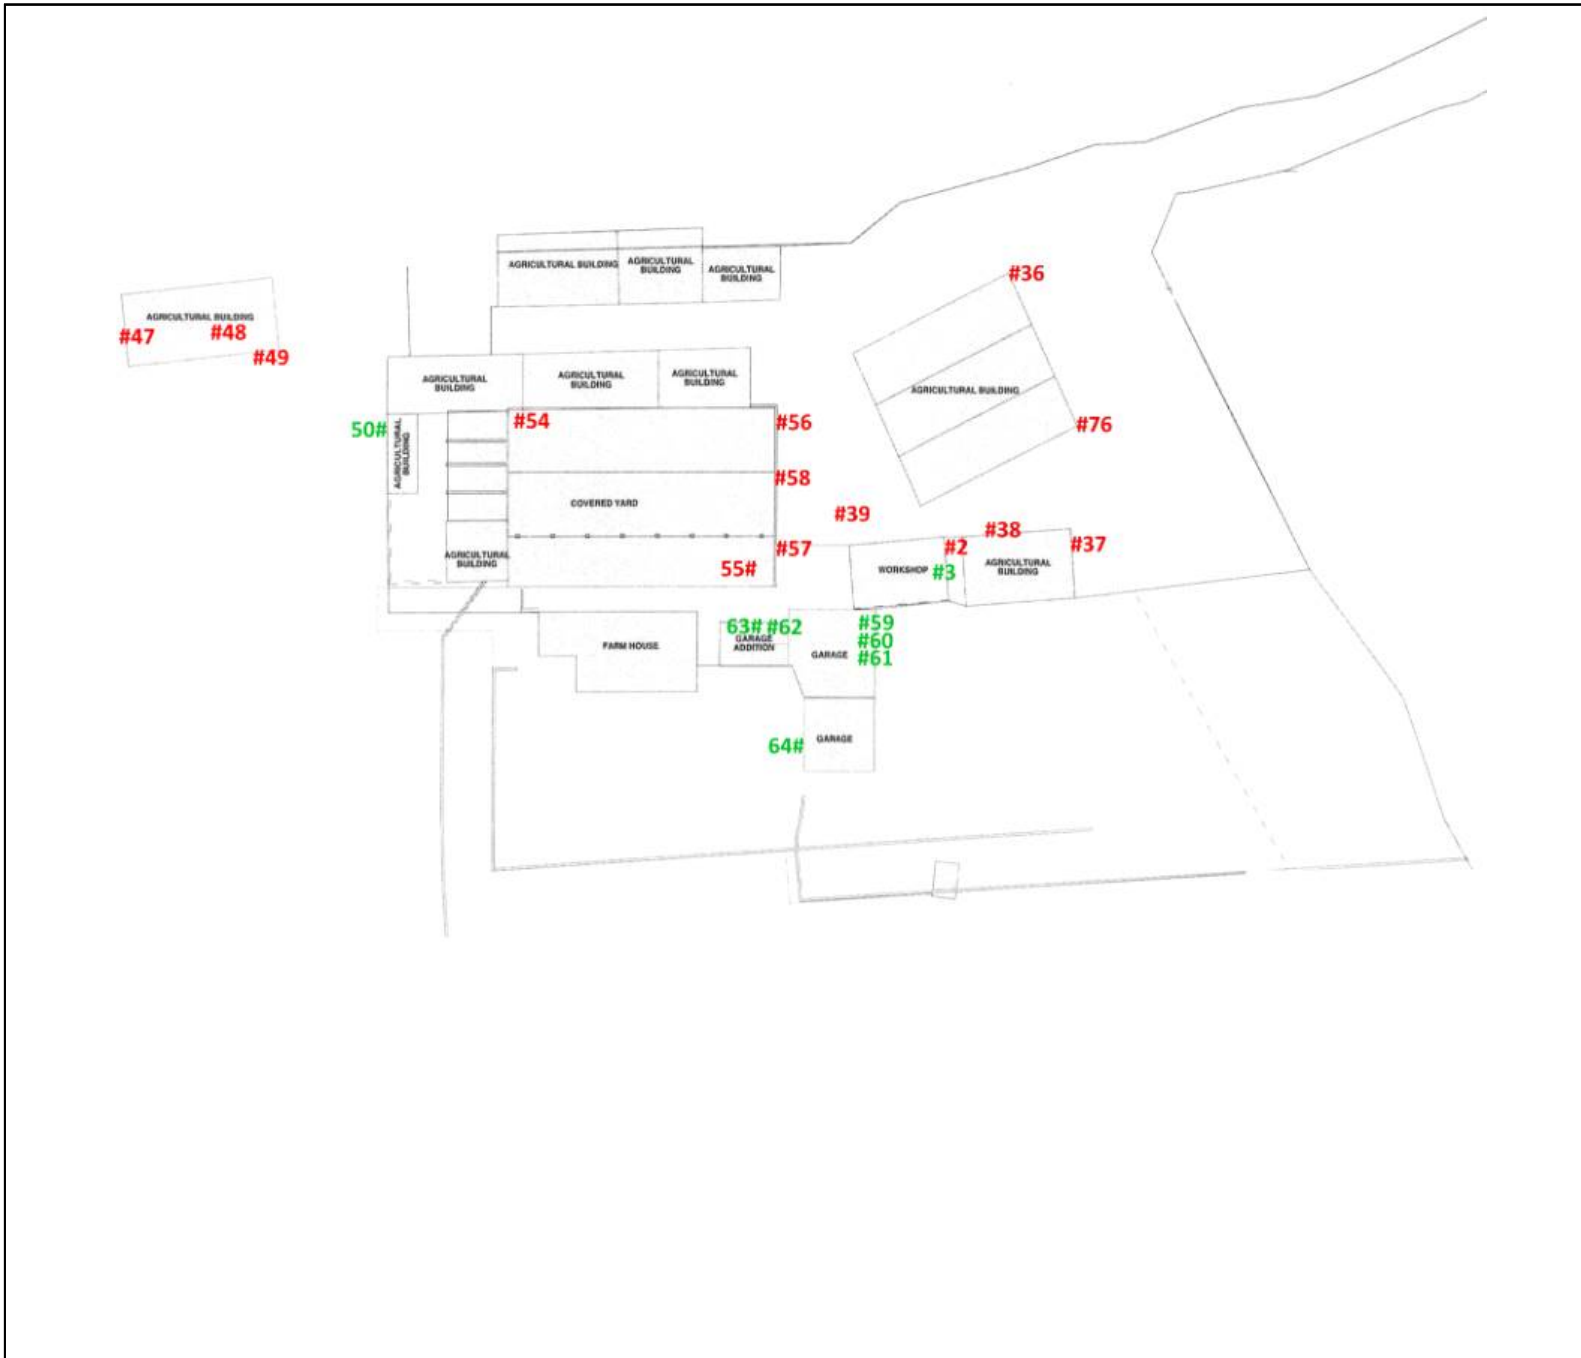 AGRICULTURAL BUILDING
AGRICULTURAL
BUILDING
AGRICULTURAL
BUILDING
#36
AGRICULTURAL BUILDING
#47
#48
#49
AGRICULTURAL
BUILDING
AGRICULTURAL
BUILDING
AGRICULTURAL
BUILDING
AGRICULTURAL BUILDING
50#
AGRICULTURAL
BUILDING
#54
#56
#76
#58
COVERED YARD
#39
#57
55#
AGRICULTURAL
BUILDING
WORKSHOP
#2
#3
#38
#37
AGRICULTURAL
BUILDING
FARM HOUSE
63# #62
GARAGE
ADDITION
#59
#60
#61
GARAGE
64#
GARAGE